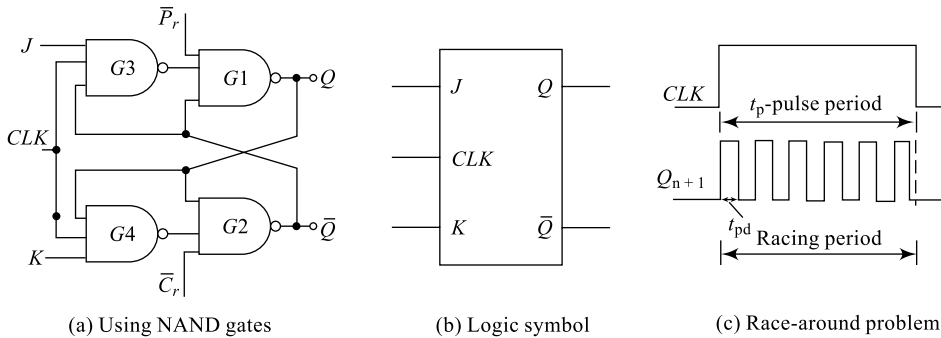 P̅r
J
G3
G1
Q
CLK
G4
G2
Q̅
K
C̅r
(a) Using NAND gates
J
Q
CLK
K
Q̅
(b) Logic symbol
CLK
tp-pulse period
Qn + 1
tpd
Racing period
(c) Race-around problem